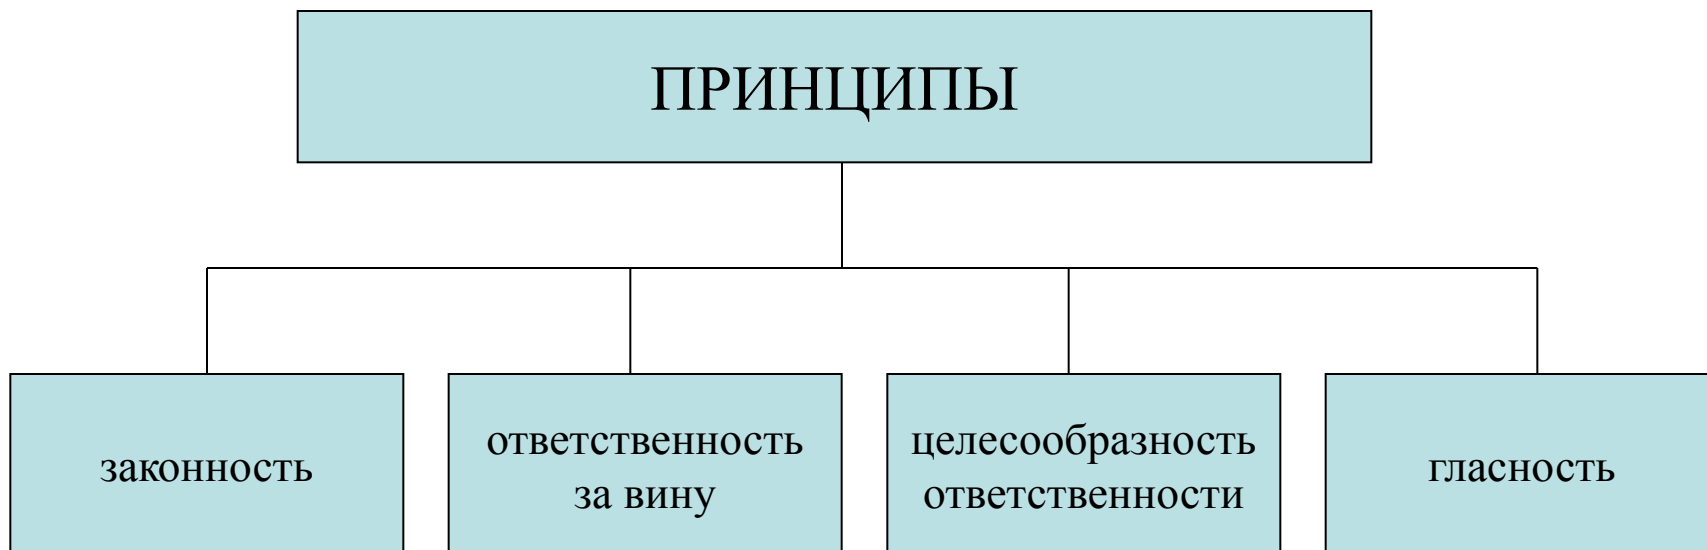 ПРИНЦИПЫ
законность
ответственность
за вину
целесообразность
ответственности
гласность